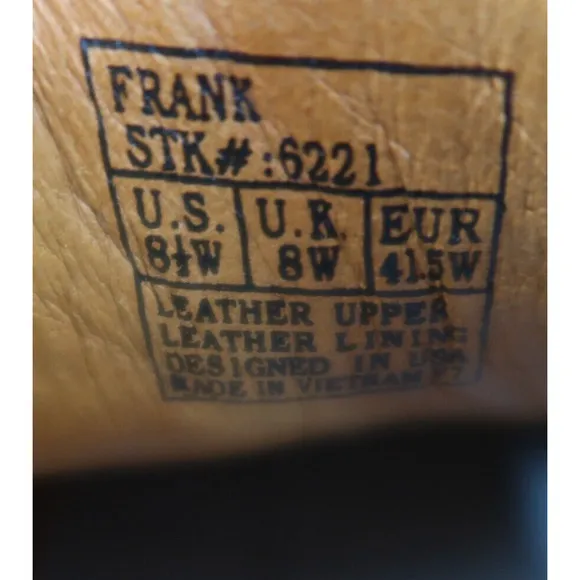 FRANK
STK#:6221
U.S. U.K. EUR
8½W 8W 41.5W
LEATHER UPPER
LEATHER LINING
DESIGNED IN USA
MADE IN VIETNAM